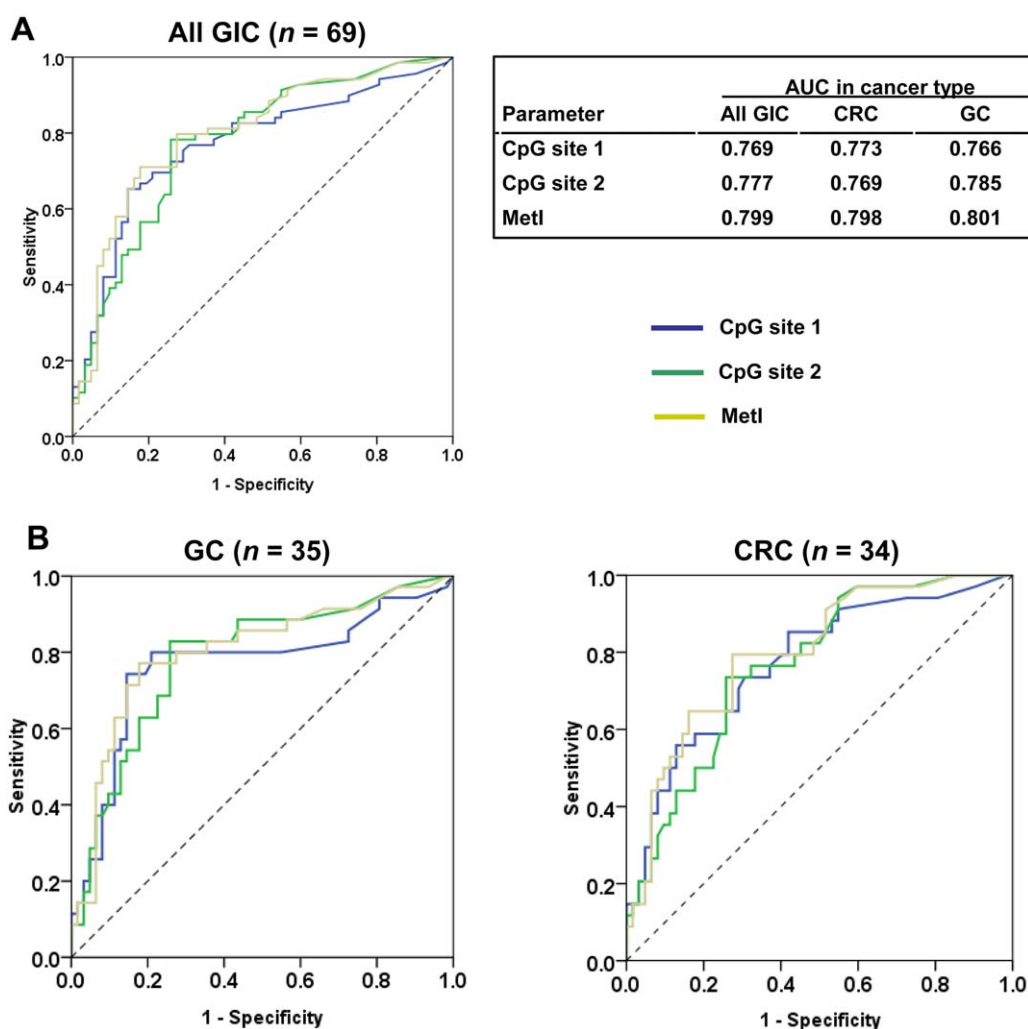 A
All GIC (n = 69)
1.0
0.8
0.6
0.4
0.2
0.0
Sensitivity
0.0 0.2 0.4 0.6 0.8 1.0
1 - Specificity
AUC in cancer type
Parameter All GIC CRC GC
CpG site 1 0.769 0.773 0.766
CpG site 2 0.777 0.769 0.785
MetI 0.799 0.798 0.801
CpG site 1
CpG site 2
MetI
B
GC (n = 35)
1.0
0.8
0.6
0.4
0.2
0.0
Sensitivity
0.0 0.2 0.4 0.6 0.8 1.0
1 - Specificity
CRC (n = 34)
1.0
0.8
0.6
0.4
0.2
0.0
Sensitivity
0.0 0.2 0.4 0.6 0.8 1.0
1 - Specificity